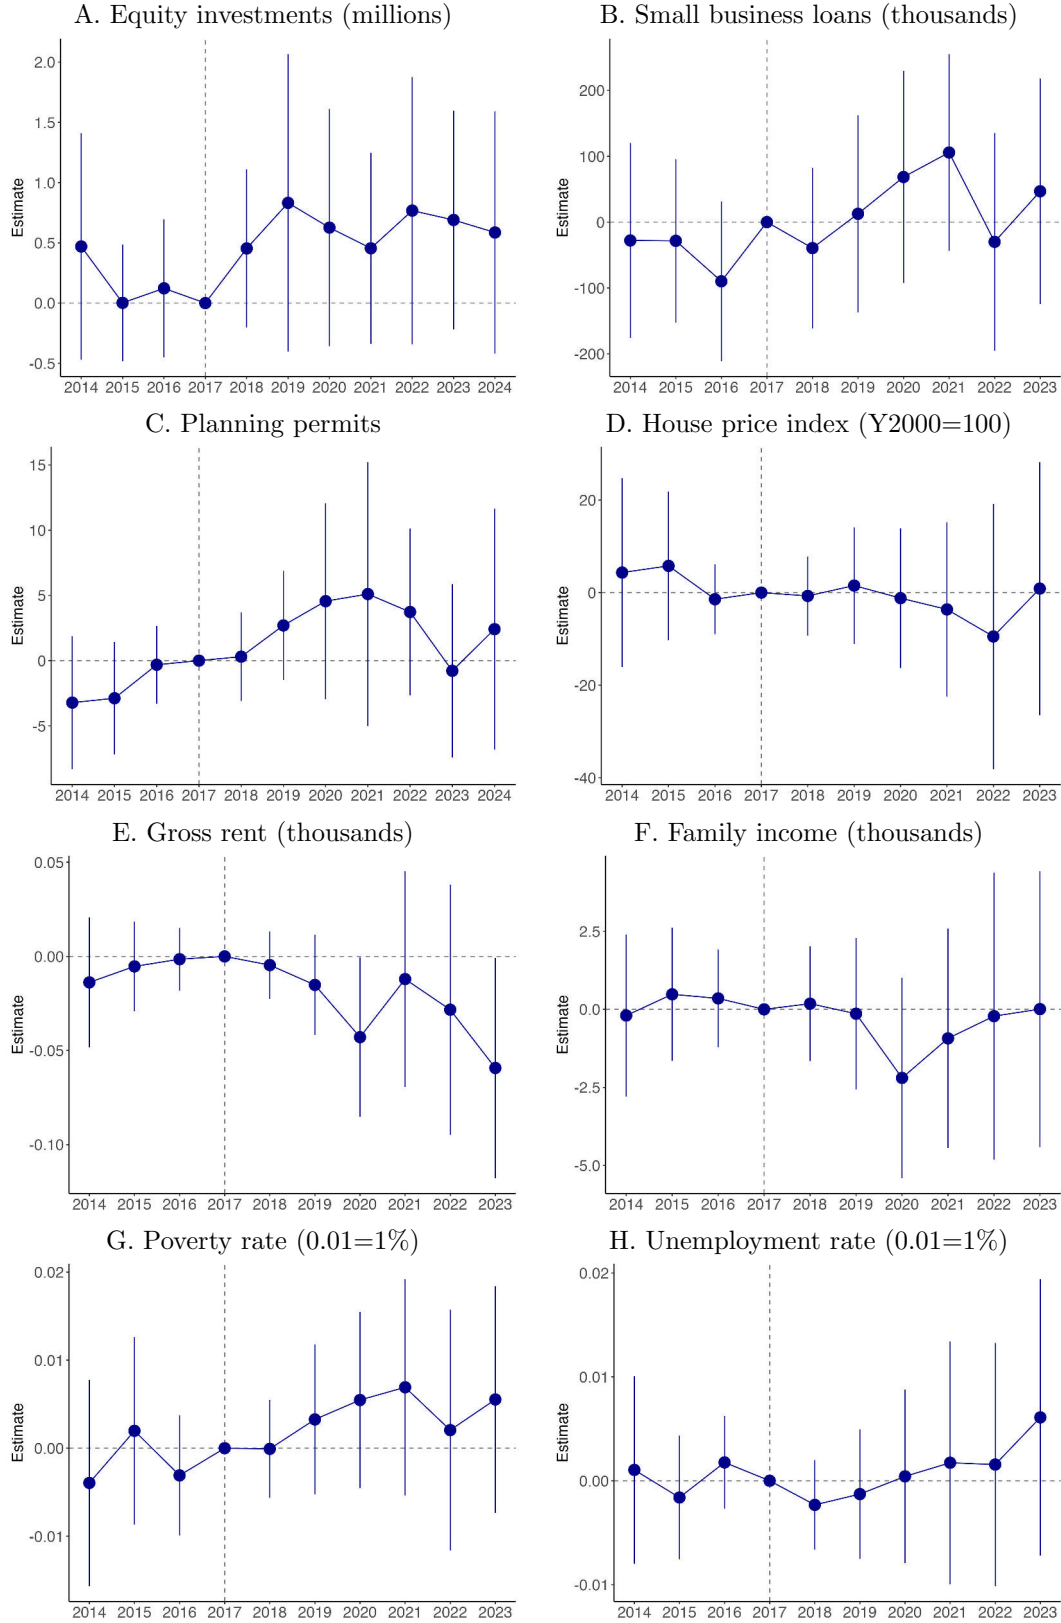 A. Equity investments (millions)
Estimate
2.0
1.5
1.0
0.5
0.0
-0.5
2014 2015 2016 2017 2018 2019 2020 2021 2022 2023 2024
B. Small business loans (thousands)
Estimate
200
100
0
-100
-200
2014 2015 2016 2017 2018 2019 2020 2021 2022 2023
C. Planning permits
Estimate
15
10
5
0
-5
2014 2015 2016 2017 2018 2019 2020 2021 2022 2023 2024
D. House price index (Y2000=100)
Estimate
20
0
-20
-40
2014 2015 2016 2017 2018 2019 2020 2021 2022 2023
E. Gross rent (thousands)
Estimate
0.05
0.00
-0.05
-0.10
2014 2015 2016 2017 2018 2019 2020 2021 2022 2023
F. Family income (thousands)
Estimate
2.5
0.0
-2.5
-5.0
2014 2015 2016 2017 2018 2019 2020 2021 2022 2023
G. Poverty rate (0.01=1%)
Estimate
0.02
0.01
0.00
-0.01
2014 2015 2016 2017 2018 2019 2020 2021 2022 2023
H. Unemployment rate (0.01=1%)
Estimate
0.02
0.01
0.00
-0.01
2014 2015 2016 2017 2018 2019 2020 2021 2022 2023